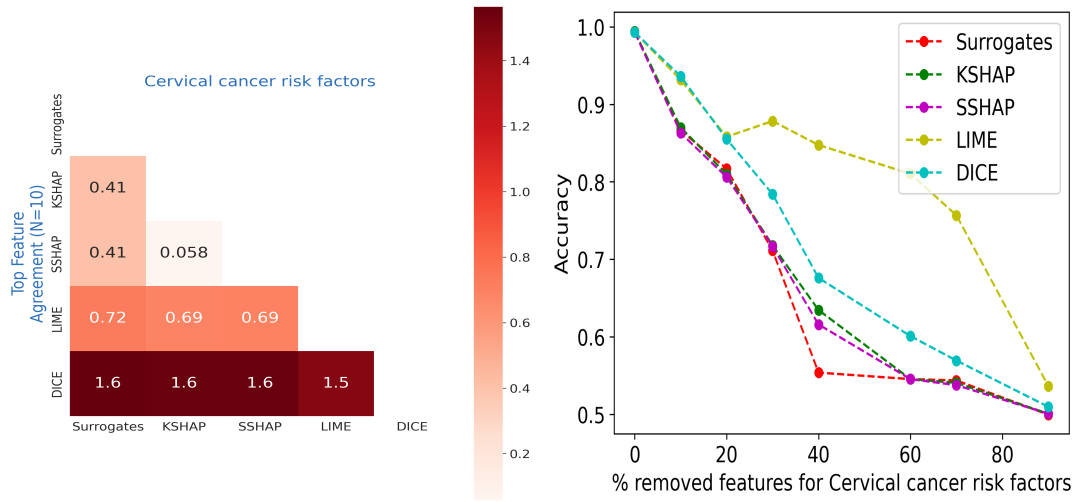 Cervical cancer risk factors
Top Feature
Agreement (N=10)
Surrogates
KSHAP
SSHAP
LIME
DICE
0.41
0.41 0.058
0.72 0.69 0.69
1.6 1.6 1.6 1.5
Surrogates KSHAP SSHAP LIME DICE
1.4
1.2
1.0
0.8
0.6
0.4
0.2
Accuracy
1.0
0.9
0.8
0.7
0.6
0.5
0 20 40 60 80
% removed features for Cervical cancer risk factors
Surrogates
KSHAP
SSHAP
LIME
DICE